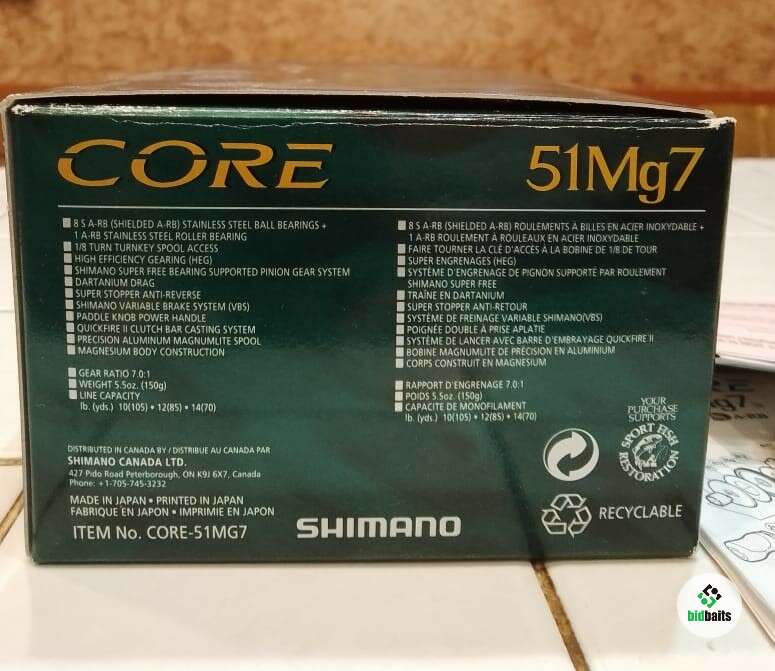 CORE 51Mg7
8 S A-RB (SHIELDED A-RB) STAINLESS STEEL BALL BEARINGS +
1 A-RB STAINLESS STEEL ROLLER BEARING
1/8 TURN TURNKEY SPOOL ACCESS
HIGH EFFICIENCY GEARING (HEG)
SHIMANO SUPER FREE BEARING SUPPORTED PINION GEAR SYSTEM
DARTANIUM DRAG
SUPER STOPPER ANTI-REVERSE
SHIMANO VARIABLE BRAKE SYSTEM (VBS)
PADDLE KNOB POWER HANDLE
QUICKFIRE II CLUTCH BAR CASTING SYSTEM
PRECISION ALUMINUM MAGNUMLITE SPOOL
MAGNESIUM BODY CONSTRUCTION
GEAR RATIO 7.0:1
WEIGHT 5.5oz. (150g)
LINE CAPACITY
lb. (yds.) 10(105) • 12(85) • 14(70)
8 S A-RB (SHIELDED A-RB) ROULEMENTS À BILLES EN ACIER INOXYDABLE +
1 A-RB ROULEMENT À ROULEAUX EN ACIER INOXYDABLE
FAIRE TOURNER LA CLÉ D'ACCÈS À LA BOBINE DE 1/8 DE TOUR
SUPER ENGRENAGES (HEG)
SYSTÈME D'ENGRENAGE DE PIGNON SUPPORTÉ PAR ROULEMENT
SHIMANO SUPER FREE
TRAÎNE EN DARTANIUM
SUPER STOPPER ANTI-RETOUR
SYSTÈME DE FREINAGE VARIABLE SHIMANO(VBS)
POIGNÉE DOUBLE À PRISE APLATIE
SYSTÈME DE LANCER AVEC BARRE D'EMBRAYAGE QUICKFIRE II
BOBINE MAGNUMLITE DE PRÉCISION EN ALUMINIUM
CORPS CONSTRUIT EN MAGNESIUM
RAPPORT D'ENGRENAGE 7.0:1
POIDS 5.5oz. (150g)
CAPACITÉ DE MONOFILAMENT
lb. (yds.) 10(105) • 12(85) • 14(70)
DISTRIBUTED IN CANADA BY / DISTRIBUE AU CANADA PAR
SHIMANO CANADA LTD.
427 Pido Road Peterborough, ON K9J 6X7, Canada
Phone: +1-705-745-3232
MADE IN JAPAN • PRINTED IN JAPAN
FABRIQUE EN JAPON • IMPRIMIE EN JAPON
ITEM No. CORE-51MG7
SHIMANO
YOUR
PURCHASE
SUPPORTS
SPORT FISH
RESTORATION
RECYCLABLE
Mg7
A-RB
bidbaits